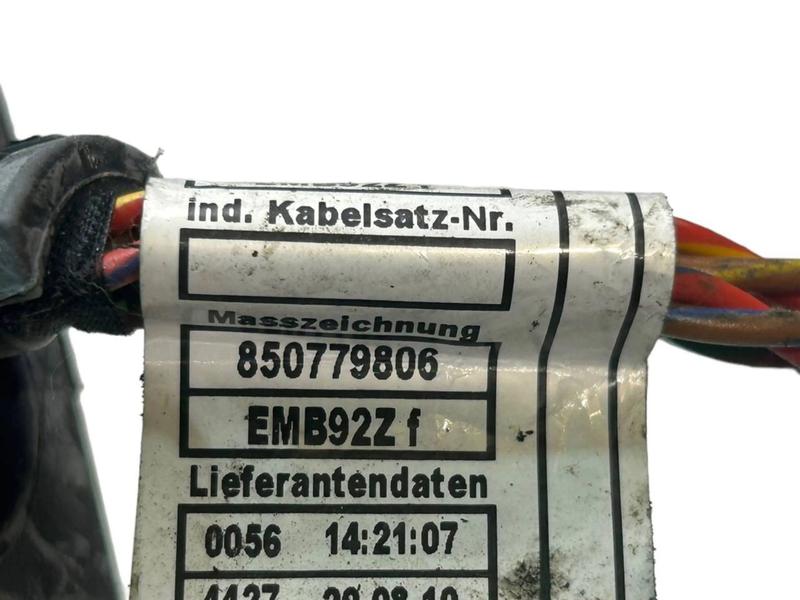 ind. Kabelsatz-Nr.
Masszeichnung
850779806
EMB92Z f
Lieferantendaten
0056 14:21:07